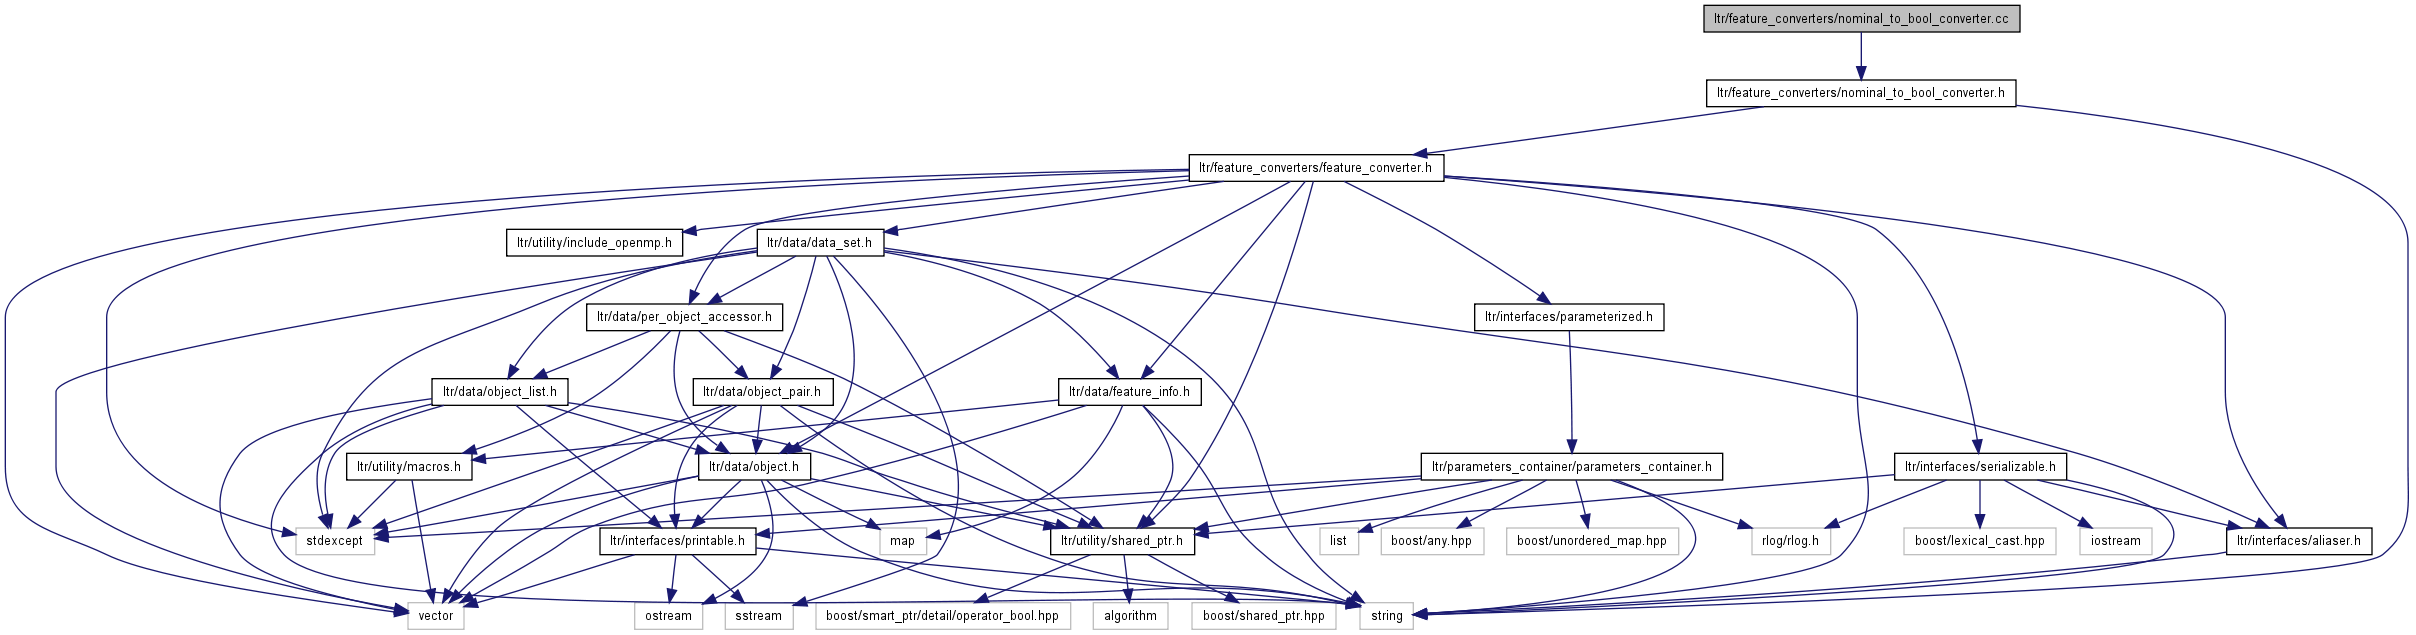 ltr/feature_converters/nominal_to_bool_converter.cc
ltr/feature_converters/nominal_to_bool_converter.h
ltr/feature_converters/feature_converter.h
ltr/utility/include_openmp.h
ltr/data/data_set.h
ltr/data/per_object_accessor.h
ltr/interfaces/parameterized.h
ltr/data/object_list.h
ltr/data/object_pair.h
ltr/data/feature_info.h
ltr/utility/macros.h
ltr/data/object.h
ltr/parameters_container/parameters_container.h
ltr/interfaces/serializable.h
stdexcept
ltr/interfaces/printable.h
map
ltr/utility/shared_ptr.h
list
boost/any.hpp
boost/unordered_map.hpp
rlog/rlog.h
boost/lexical_cast.hpp
iostream
ltr/interfaces/aliaser.h
vector
ostream
sstream
boost/smart_ptr/detail/operator_bool.hpp
algorithm
boost/shared_ptr.hpp
string